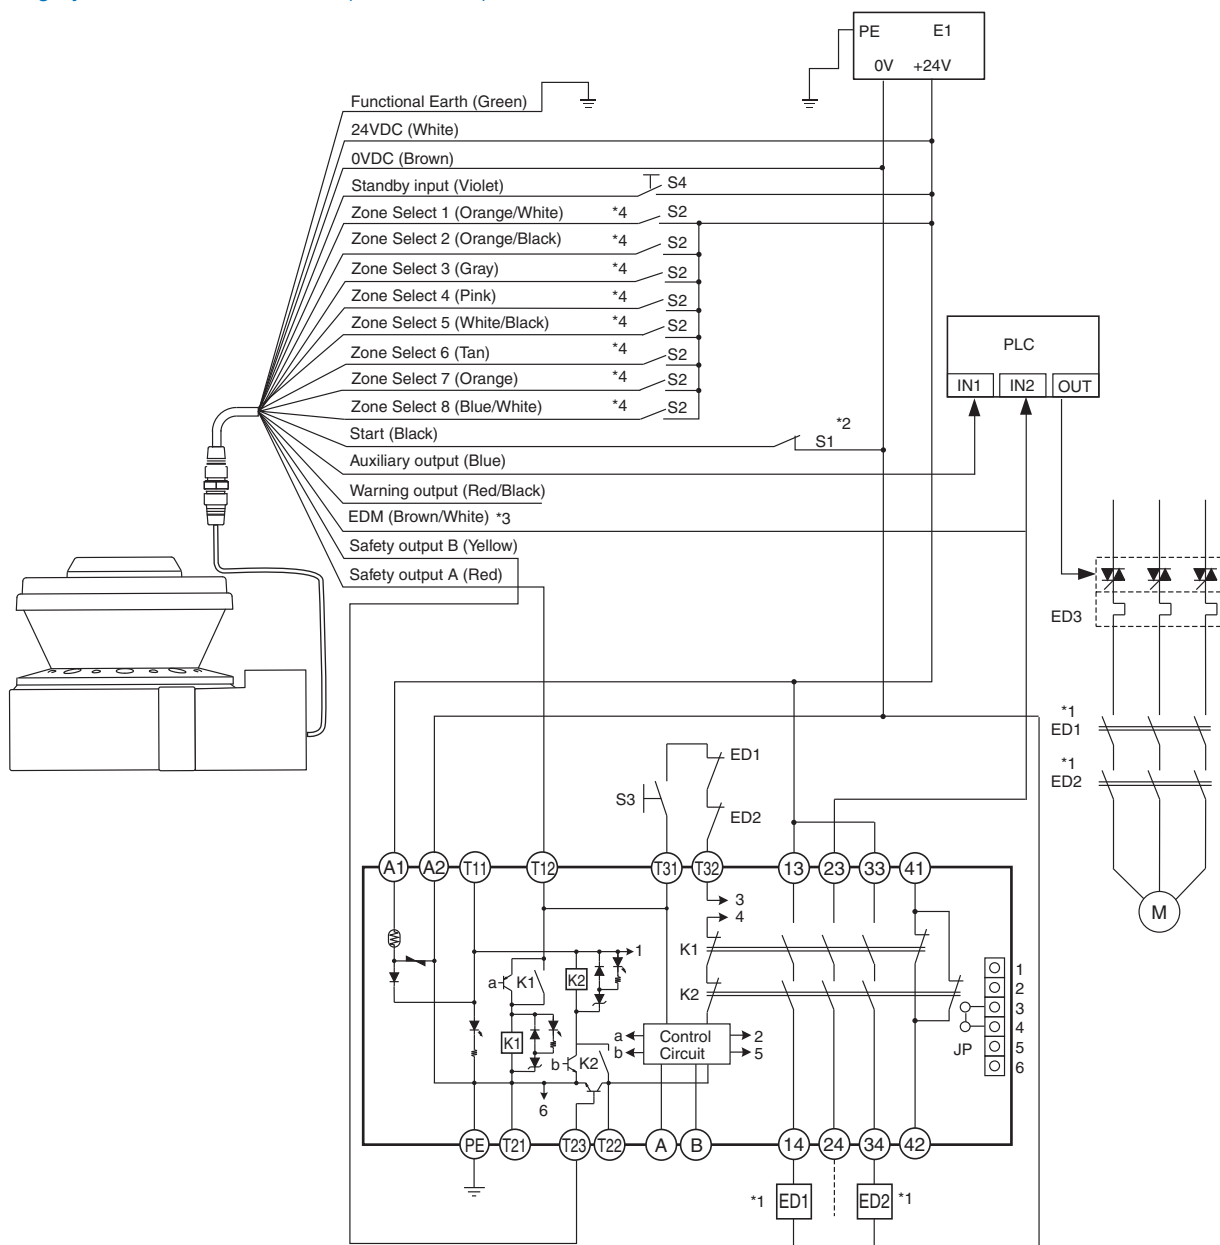 PE E1
0V +24V
Functional Earth (Green)
24VDC (White)
0VDC (Brown)
Standby input (Violet) S4
Zone Select 1 (Orange/White) *4 S2
Zone Select 2 (Orange/Black) *4 S2
Zone Select 3 (Gray) *4 S2
Zone Select 4 (Pink) *4 S2
Zone Select 5 (White/Black) *4 S2
Zone Select 6 (Tan) *4 S2
Zone Select 7 (Orange) *4 S2
Zone Select 8 (Blue/White) *4 S2
Start (Black) S1 *2
Auxiliary output (Blue)
Warning output (Red/Black)
EDM (Brown/White) *3
Safety output B (Yellow)
Safety output A (Red)
PLC
IN1 IN2 OUT
ED3
*1
ED1
*1
ED2
M
ED1
S3
ED2
A1 A2 T11 T12 T31 T32 13 23 33 41
3
4
1
K1
a K1 K2
K2
K1
b K2
a Control 2
b Circuit 5
6
JP
1
2
3
4
5
6
PE T21 T23 T22 A B 14 24 34 42
*1 ED1 ED2 *1